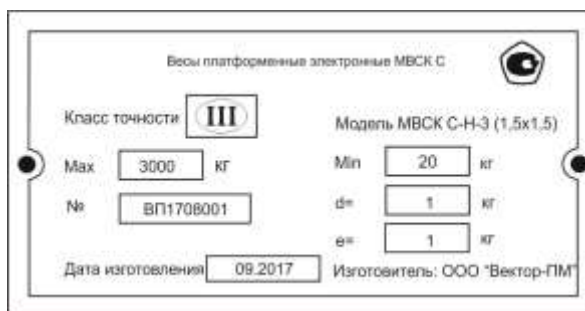 Весы платформенные электронные МВСК С
Класс точности III
Модель МВСК С-Н-3 (1,5х1,5)
Max 3000 кг
Min 20 кг
№ ВП1708001
d= 1 кг
e= 1 кг
Дата изготовления 09.2017
Изготовитель: ООО "Вектор-ПМ"